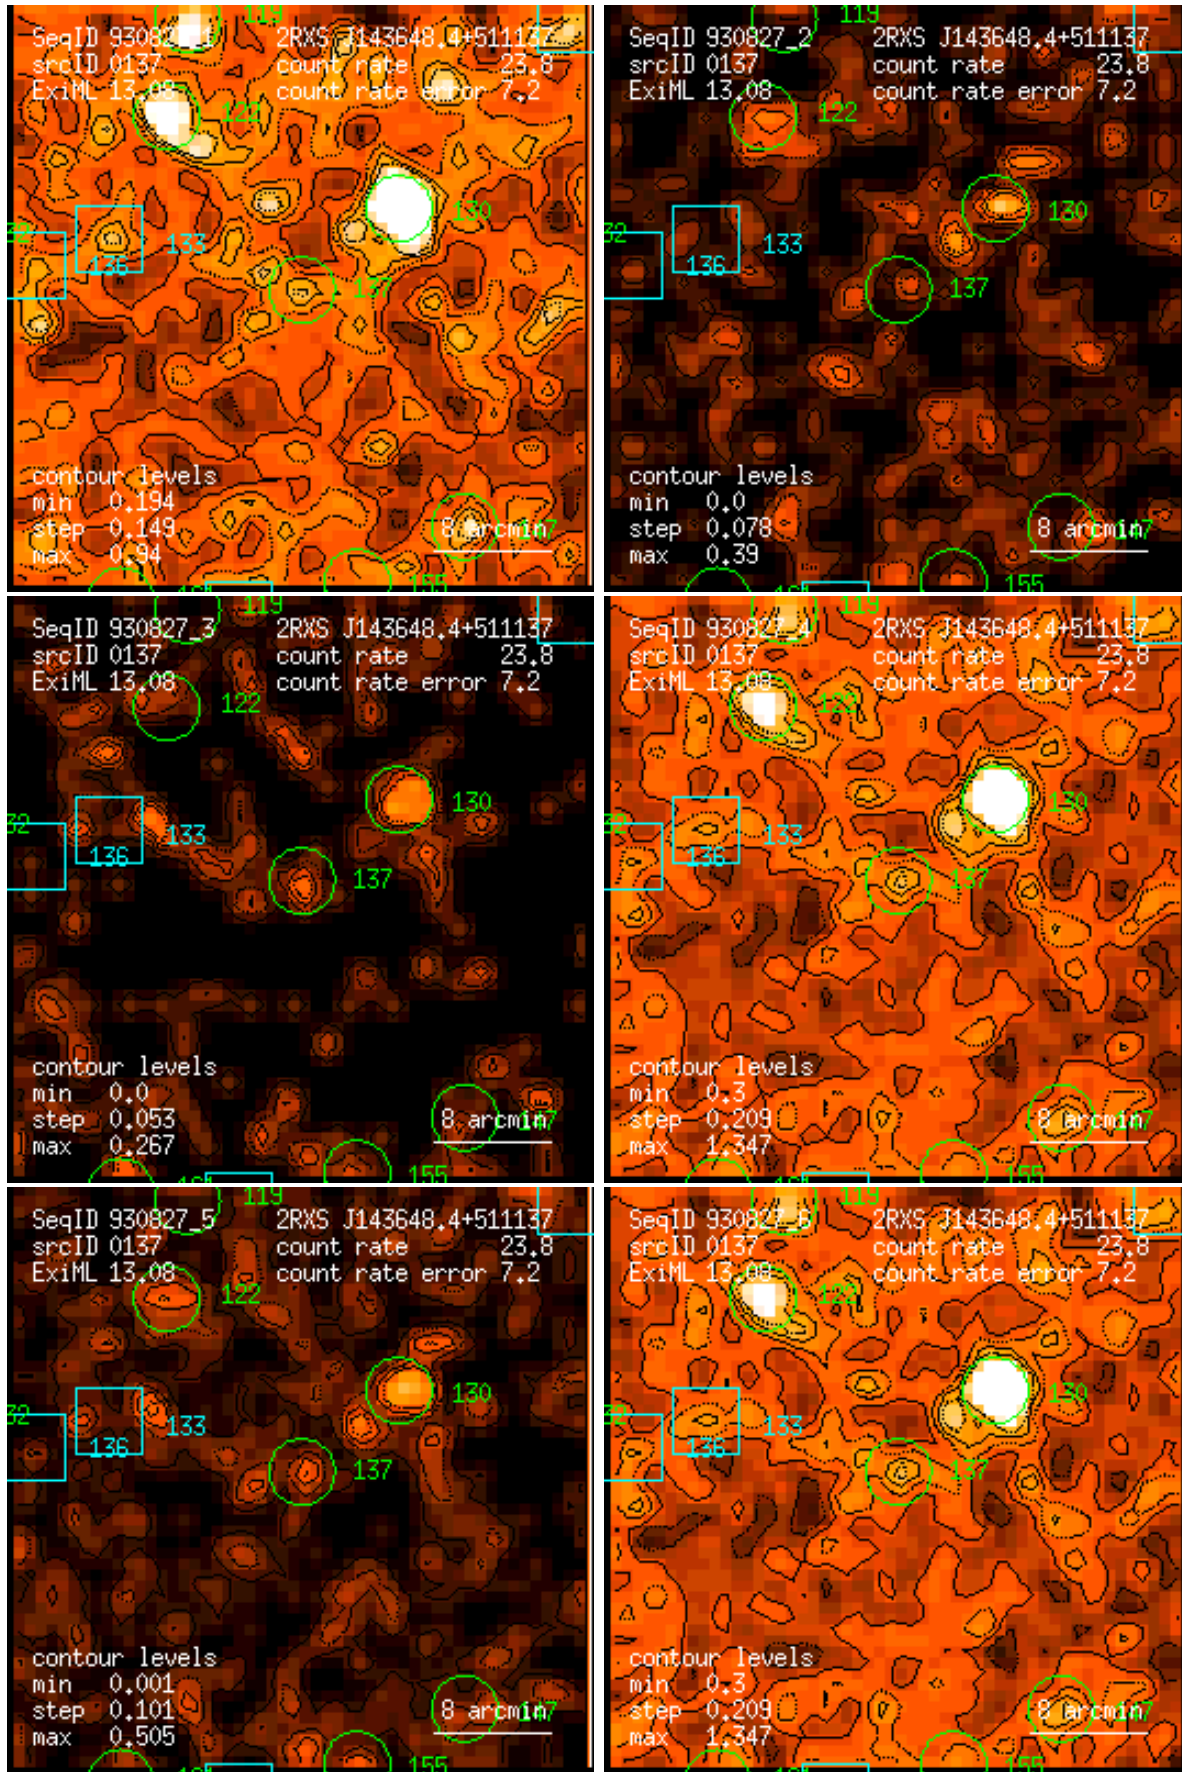 119
SeqID 930827_1 2RXS J143648.4+511137
srcID 0137 count rate 23.8
ExiML 13.08 count rate error 7.2
122
130
32
133
136
137
contour levels
min 0.194
step 0.149
max 0.94
8 arcmin
155
119
SeqID 930827_2 2RXS J143648.4+511137
srcID 0137 count rate 23.8
ExiML 13.08 count rate error 7.2
122
130
32
133
136
137
contour levels
min 0.0
step 0.078
max 0.39
8 arcmin
155
119
SeqID 930827_3 2RXS J143648.4+511137
srcID 0137 count rate 23.8
ExiML 13.08 count rate error 7.2
122
130
32
133
136
137
contour levels
min 0.0
step 0.053
max 0.267
8 arcmin
155
119
SeqID 930827_4 2RXS J143648.4+511137
srcID 0137 count rate 23.8
ExiML 13.08 count rate error 7.2
122
130
32
133
136
137
contour levels
min 0.3
step 0.209
max 1.347
8 arcmin
155
119
SeqID 930827_5 2RXS J143648.4+511137
srcID 0137 count rate 23.8
ExiML 13.08 count rate error 7.2
122
130
32
133
136
137
contour levels
min 0.001
step 0.101
max 0.505
8 arcmin
155
119
SeqID 930827_6 2RXS J143648.4+511137
srcID 0137 count rate 23.8
ExiML 13.08 count rate error 7.2
122
130
32
133
136
137
contour levels
min 0.3
step 0.209
max 1.347
8 arcmin
155